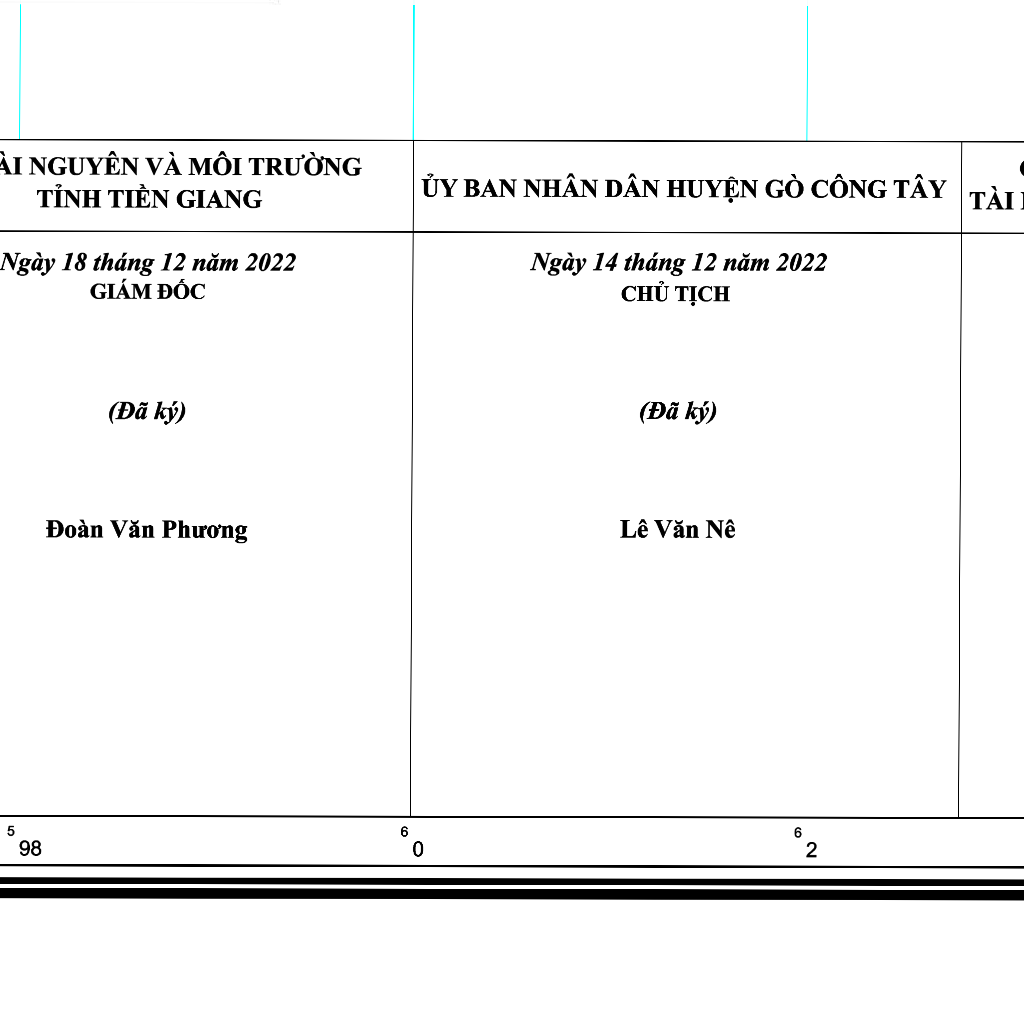 ÀI NGUYÊN VÀ MÔI TRƯỜNG
TỈNH TIỀN GIANG
Ngày 18 tháng 12 năm 2022
GIÁM ĐỐC
(Đã ký)
Đoàn Văn Phương
ỦY BAN NHÂN DÂN HUYỆN GÒ CÔNG TÂY
Ngày 14 tháng 12 năm 2022
CHỦ TỊCH
(Đã ký)
Lê Văn Nê
TÀI
5 98
6 0
6 2